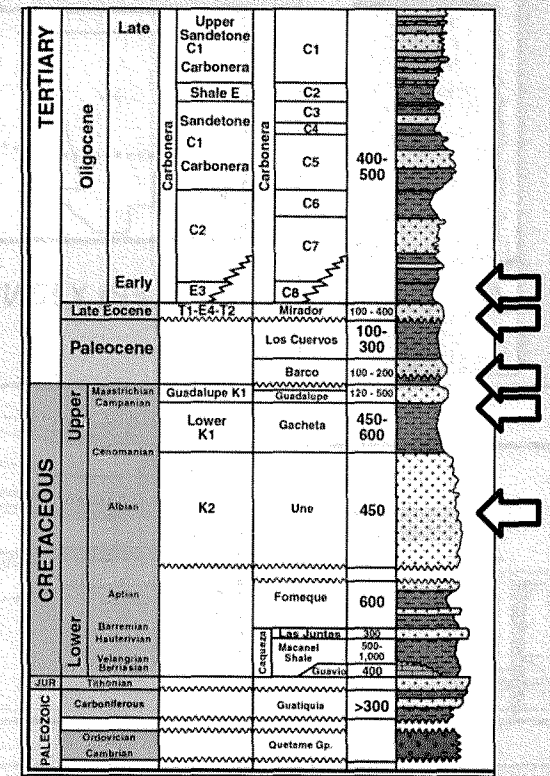 TERTIARY
Oligocene
Late
Early
Upper
Sandetone
C1
Carbonera
Shale E
Sandetone
C1
Carbonera
C2
E3
Carbonera
Carbonera
C1
C2
C3
C4
C5
C6
C7
C8
400-
500
Late Eocene
T1-E4-T2
Mirador
100 - 400
Paleocene
Los Cuervos
100-
300
Barco
100 - 200
CRETACEOUS
Upper
Maastrichian
Campanian
Guadalupe K1
Guadalupe
120 - 500
Lower
K1
Gacheta
450-
600
Cenomanian
Albian
K2
Une
450
Aptian
Fomeque
600
Lower
Barremian
Hauterivian
Caqueza
Las Juntas
300
Macanel
Shale
500-
1,000
Velangrian
Berriasian
Guavio
400
JUR
Tithonian
PALEOZOIC
Carboniferous
Guatiquia
>300
Ordovician
Cambrian
Quetame Gp.